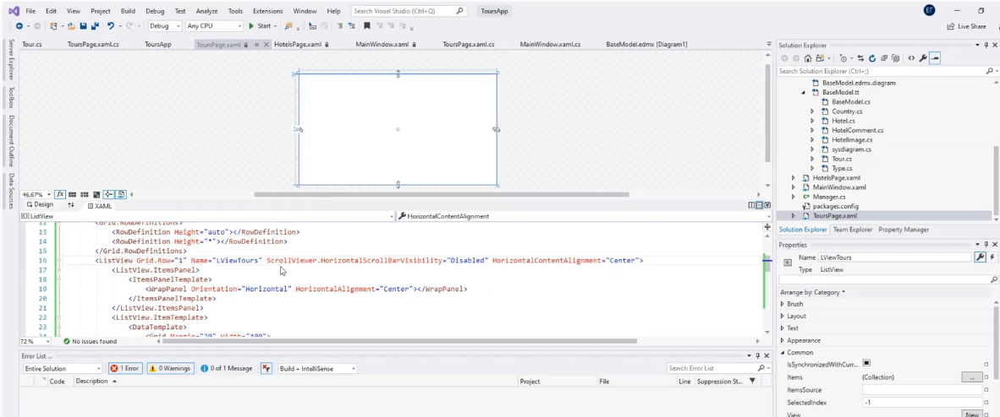 File Edit View Project Build Debug Test Analyze Tools Extensions Window Help Search Visual Studio (Ctrl+Q) ToursApp ЕГ
Debug Any CPU Start Live Share
Tour.cs ToursPage.xaml.cs ToursApp ToursPage.xaml HotelsPage.xaml MainWindow.xaml ToursPage.xaml.cs MainWindow.xaml.cs BaseModel.edmx [Diagram1]
Server Explorer
Toolbox
Document Outline
Data Sources
46.67% fx
Design XAML
ListView HorizontalContentAlignment
12 <Grid.RowDefinitions>
13 <RowDefinition Height="auto"></RowDefinition>
14 <RowDefinition Height="*"></RowDefinition>
15 </Grid.RowDefinitions>
16 <ListView Grid.Row="1" Name="LViewTours" ScrollViewer.HorizontalScrollBarVisibility="Disabled" HorizontalContentAlignment="Center">
17 <ListView.ItemsPanel>
18 <ItemsPanelTemplate>
19 <WrapPanel Orientation="Horizontal" HorizontalAlignment="Center"></WrapPanel>
20 </ItemsPanelTemplate>
21 </ListView.ItemsPanel>
22 <ListView.ItemTemplate>
23 <DataTemplate>
24 <Grid Margin="20" Width="400">
72 % No issues found
Error List ...
Entire Solution 1 Error 0 Warnings 0 of 1 Message Build + IntelliSense Search Error List
Code Description Project File Line Suppression St...
Solution Explorer
Search Solution Explorer (Ctrl+;)
BaseModel.edmx.diagram
BaseModel.tt
BaseModel.cs
Country.cs
Hotel.cs
HotelComment.cs
HotelImage.cs
sysdiagram.cs
Tour.cs
Type.cs
HotelsPage.xaml
MainWindow.xaml
Manager.cs
packages.config
ToursPage.xaml
Solution Explorer Team Explorer Property Manager
Properties
Name LViewTours
Type ListView
Arrange by: Category
Brush
Layout
Text
Appearance
Common
IsSynchronizedWithCurr...
Items (Collection) ...
ItemsSource
SelectedIndex -1
View New